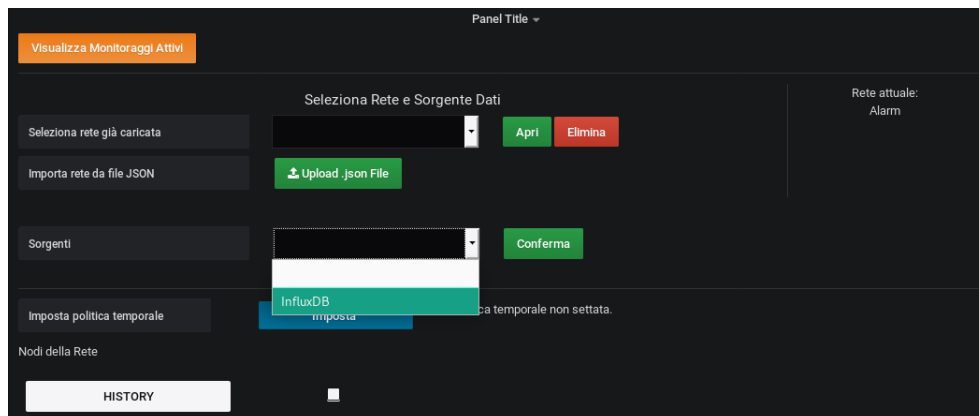 Panel Title
Visualizza Monitoraggi Attivi
Seleziona Rete e Sorgente Dati
Rete attuale:
Alarm
Seleziona rete già caricata
Apri
Elimina
Importa rete da file JSON
Upload .json File
Sorgenti
Conferma
InfluxDB
Imposta politica temporale
Imposta
ca temporale non settata.
Nodi della Rete
HISTORY